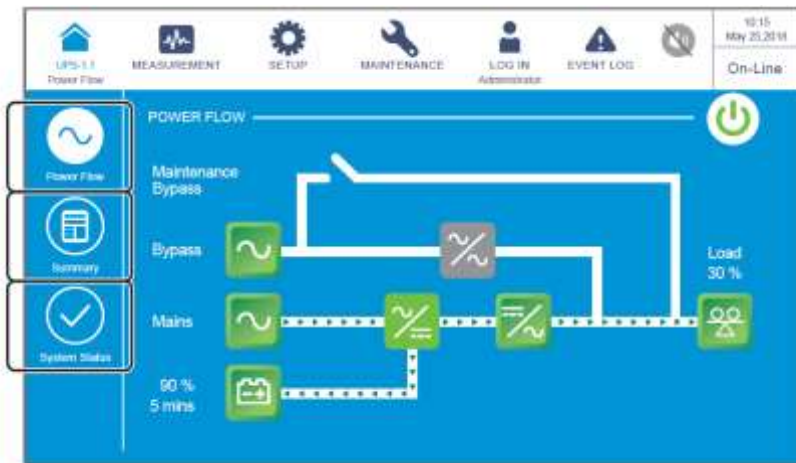 10:15
May 25,2018
UPS-1.1
Power Flow
MEASUREMENT
SETUP
MAINTENANCE
LOG IN
Administrator
EVENT LOG
On-Line
POWER FLOW
Power Flow
Maintenance
Bypass
Bypass
Summary
Load
30 %
Mains
System Status
90 %
5 mins